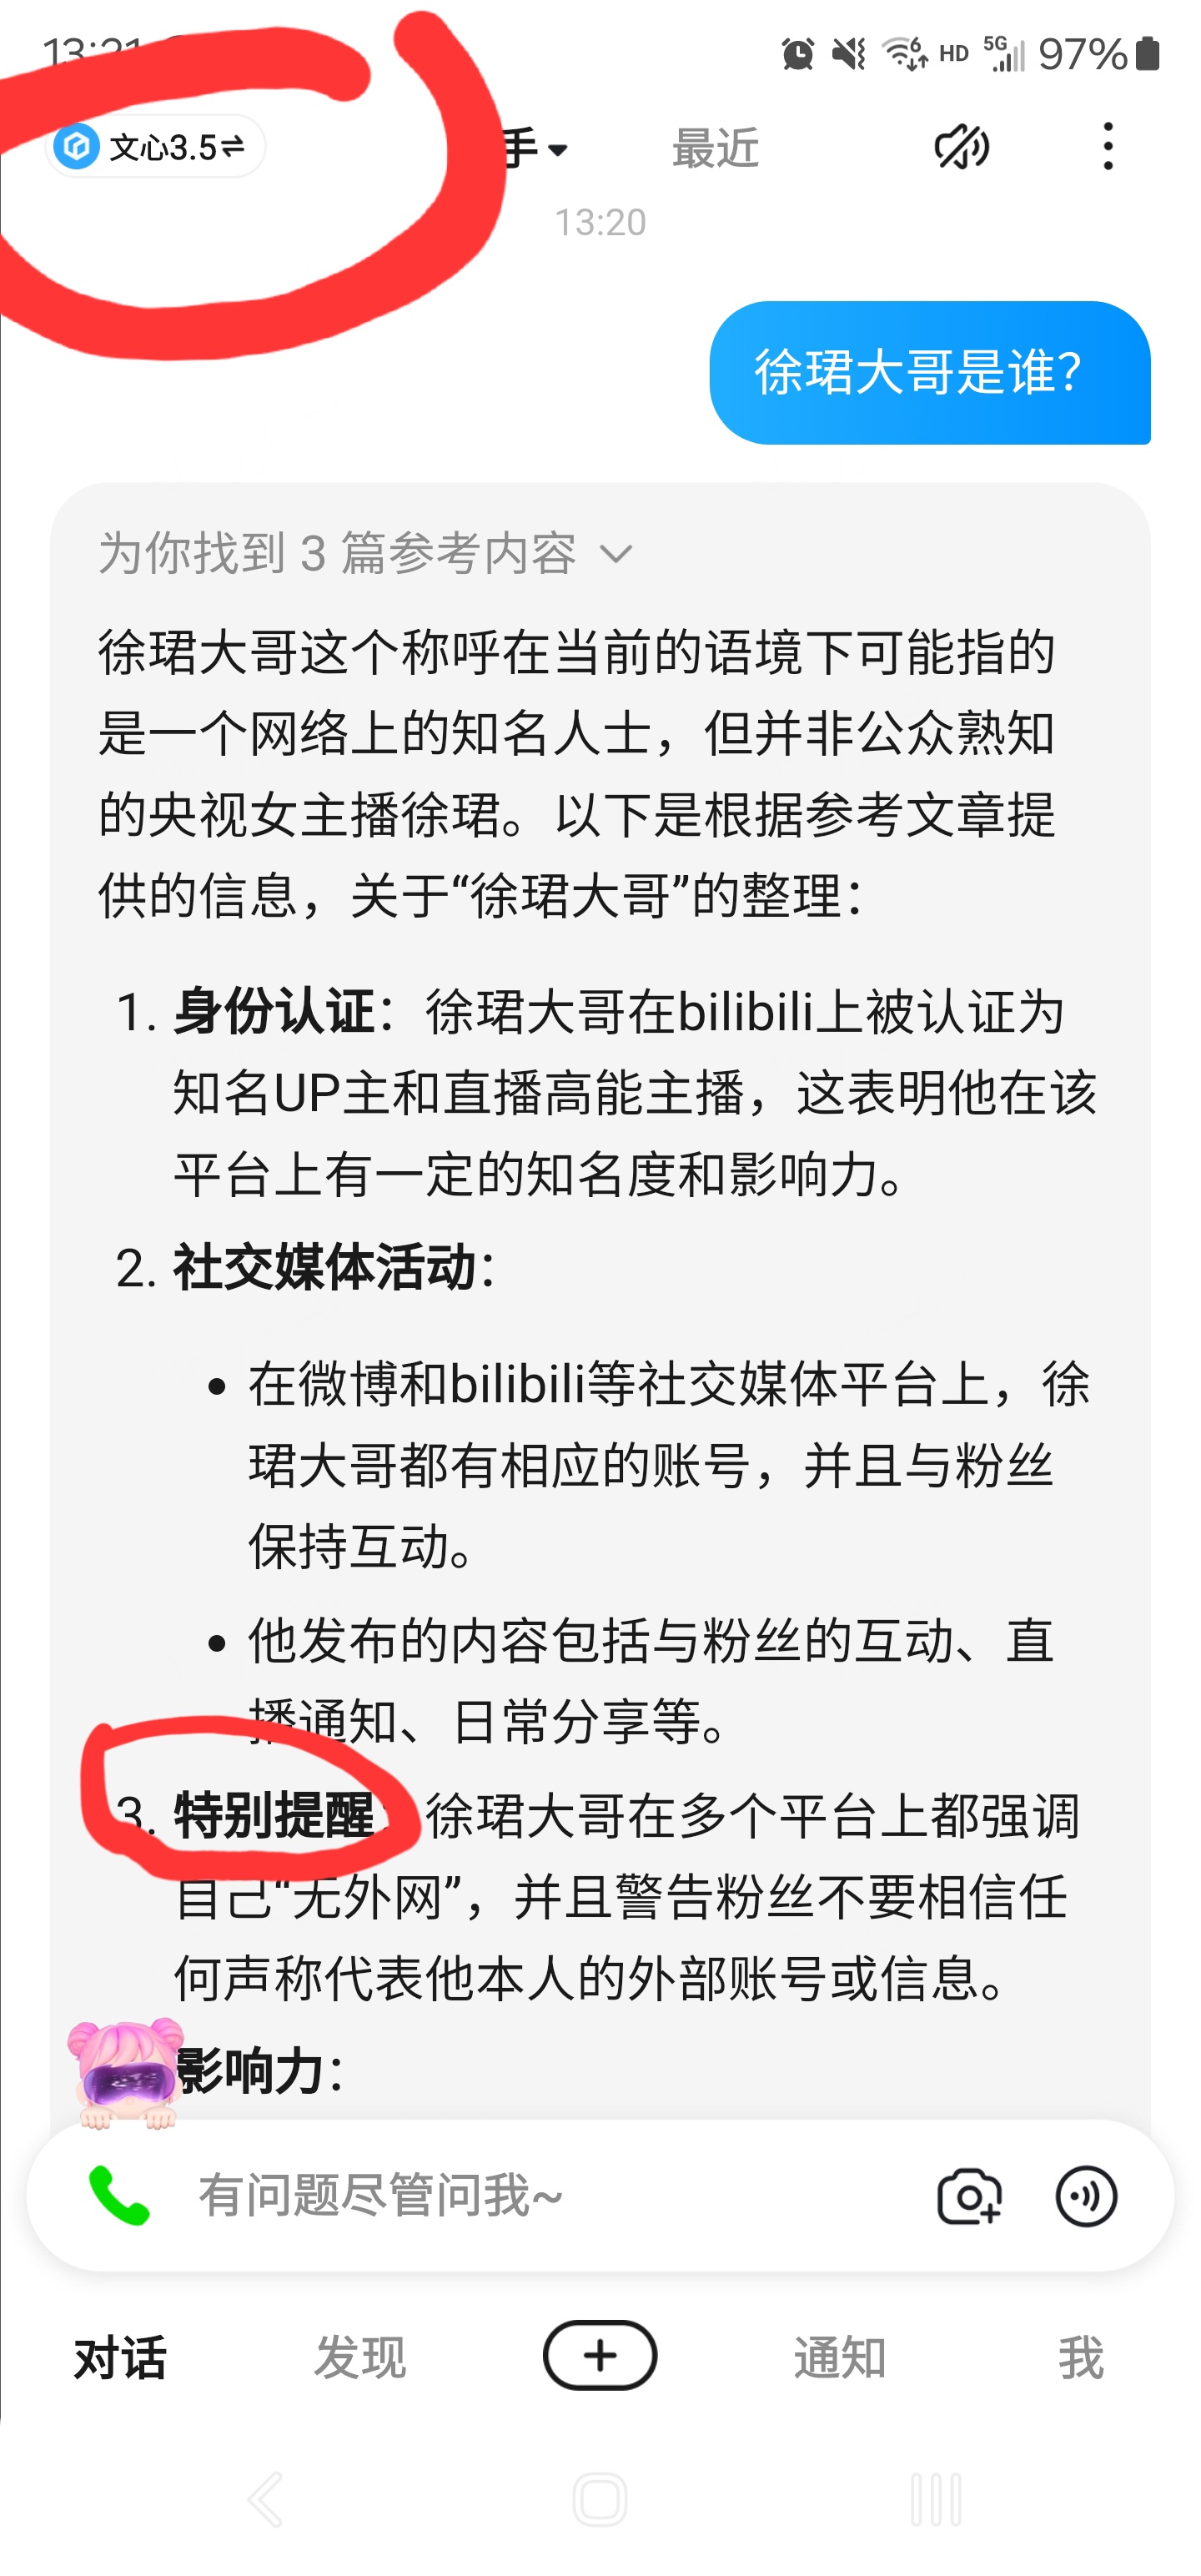 97%
文心3.5
手
最近
13:20
徐珺大哥是谁？
为你找到 3 篇参考内容
徐珺大哥这个称呼在当前的语境下可能指的
是一个网络上的知名人士，但并非公众熟知
的央视女主播徐珺。以下是根据参考文章提
供的信息，关于“徐珺大哥”的整理：
1. 身份认证：徐珺大哥在bilibili上被认证为
知名UP主和直播高能主播，这表明他在该
平台上有一定的知名度和影响力。
2. 社交媒体活动：
在微博和bilibili等社交媒体平台上，徐
珺大哥都有相应的账号，并且与粉丝
保持互动。
他发布的内容包括与粉丝的互动、直
播通知、日常分享等。
3. 特别提醒：徐珺大哥在多个平台上都强调
自己“无外网”，并且警告粉丝不要相信任
何声称代表他本人的外部账号或信息。
影响力：
有问题尽管问我~
对话
发现
通知
我